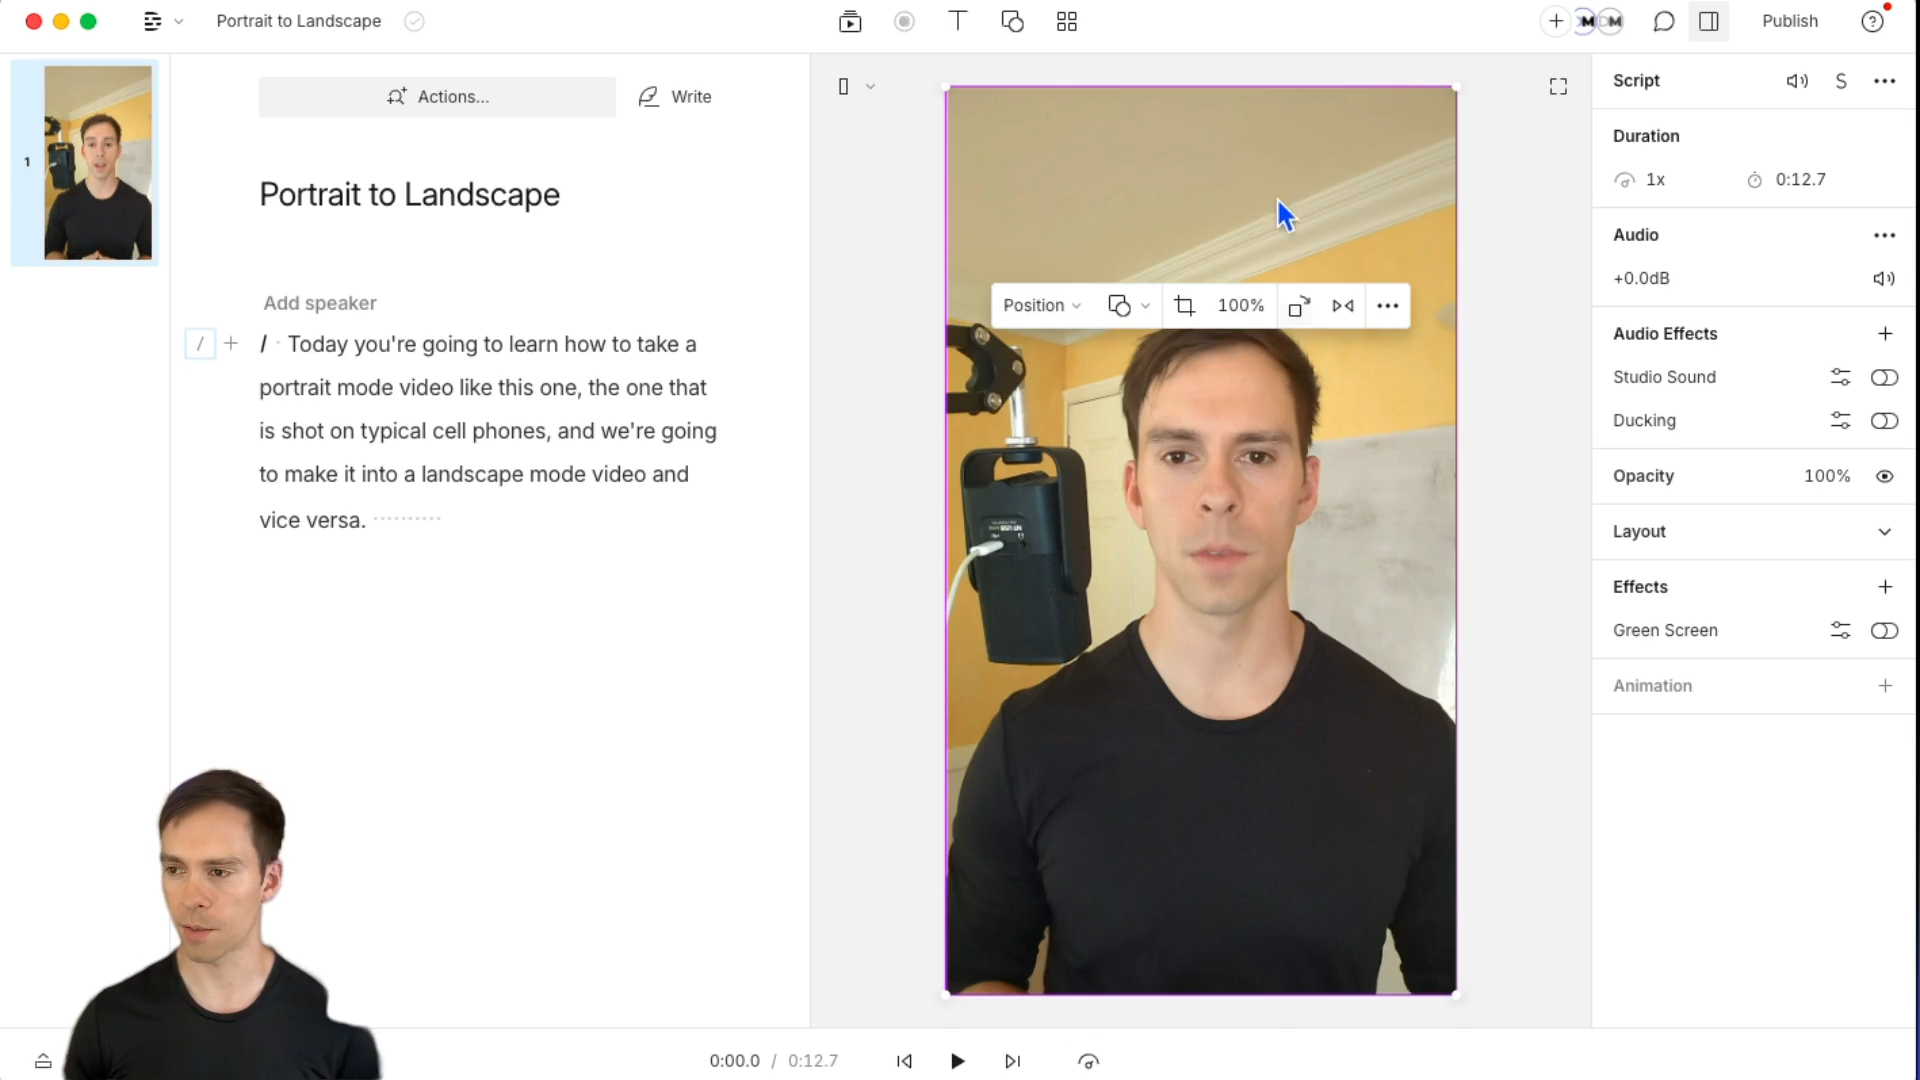 Portrait to Landscape
Publish
1
Actions...
Write
Portrait to Landscape
Add speaker
/
/ Today you're going to learn how to take a
portrait mode video like this one, the one that
is shot on typical cell phones, and we're going
to make it into a landscape mode video and
vice versa.
Position
100%
Script
S
Duration
1x
0:12.7
Audio
+0.0dB
Audio Effects
Studio Sound
Ducking
Opacity
100%
Layout
Effects
Green Screen
Animation
0:00.0 / 0:12.7